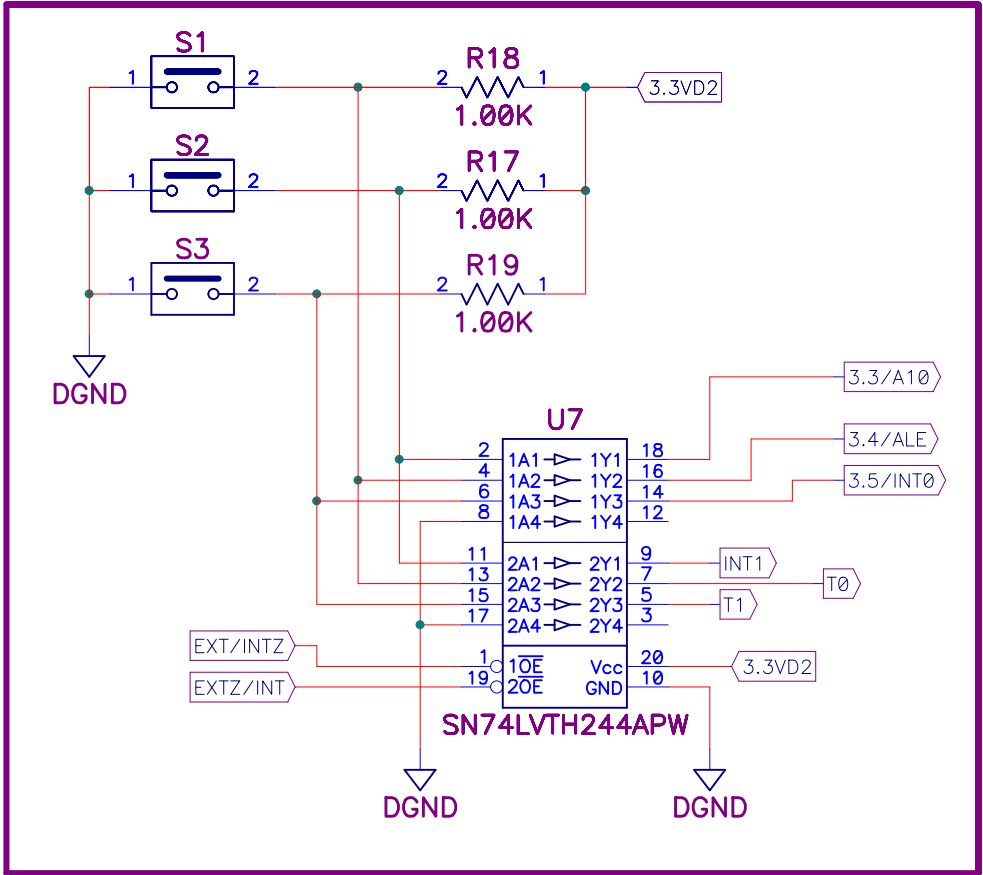 S1
R18
1 2 2 1 3.3VD2
1.00K
S2
R17
1 2 2 1
1.00K
S3
R19
1 2 2 1
1.00K
DGND
3.3/A10
U7
3.4/ALE
2 1A1 1Y1 18
4 1A2 1Y2 16 3.5/INT0
6 1A3 1Y3 14
8 1A4 1Y4 12
11 2A1 2Y1 9 INT1
13 2A2 2Y2 7 T0
15 2A3 2Y3 5 T1
17 2A4 2Y4 3
EXT/INTZ
1 1O̅E̅ Vcc 20 3.3VD2
EXTZ/INT 19 2O̅E̅ GND 10
SN74LVTH244APW
DGND DGND